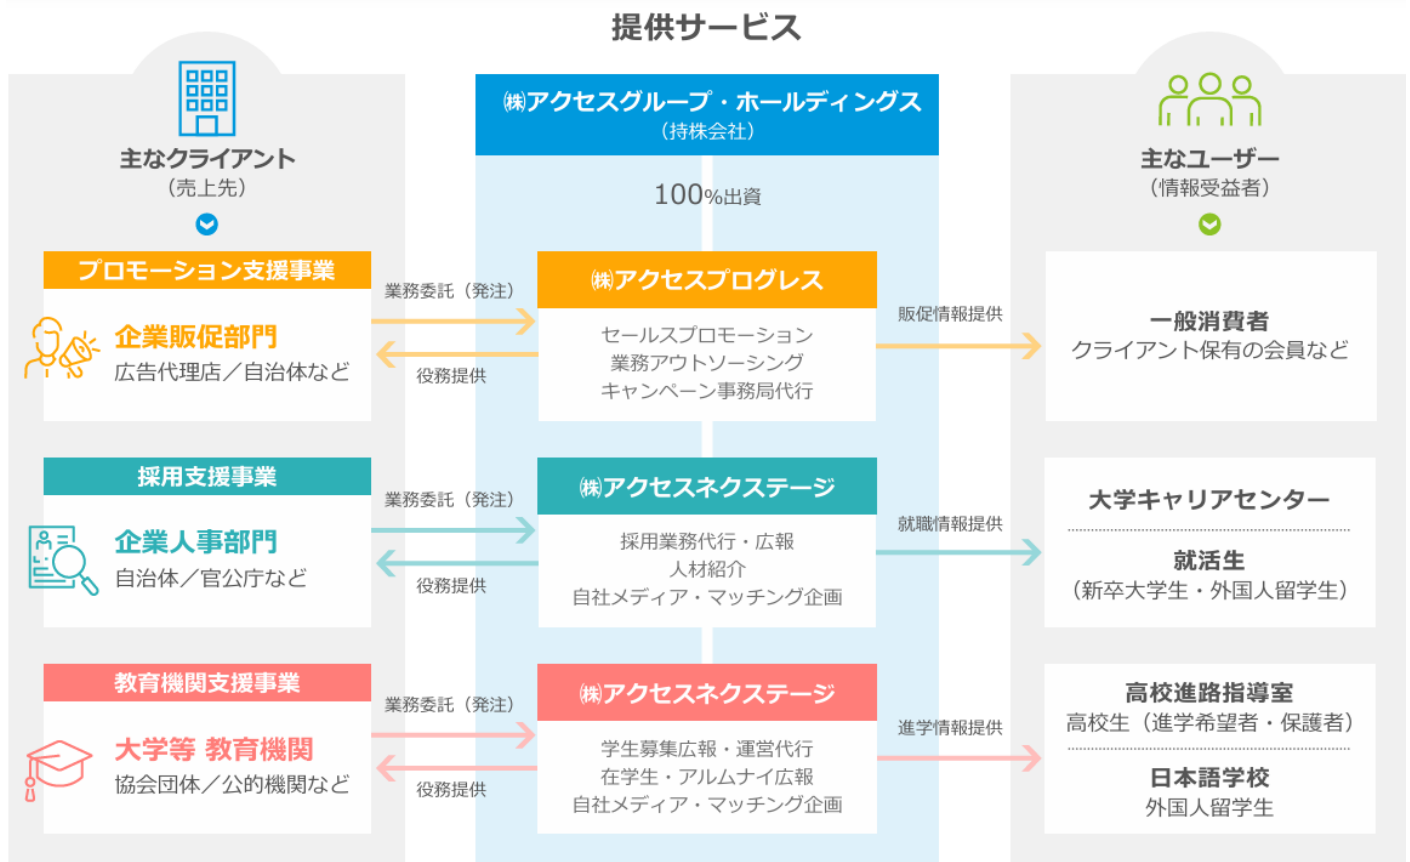 提供サービス
主なクライアント
（売上先）
㈱アクセスグループ・ホールディングス
（持株会社）
100%出資
主なユーザー
（情報受益者）
プロモーション支援事業
企業販促部門
広告代理店／自治体など
業務委託（発注）
役務提供
㈱アクセスプログレス
セールスプロモーション
業務アウトソーシング
キャンペーン事務局代行
販促情報提供
一般消費者
クライアント保有の会員など
採用支援事業
企業人事部門
自治体／官公庁など
業務委託（発注）
役務提供
㈱アクセスネクステージ
採用業務代行・広報
人材紹介
自社メディア・マッチング企画
就職情報提供
大学キャリアセンター
就活生
（新卒大学生・外国人留学生）
教育機関支援事業
大学等 教育機関
協会団体／公的機関など
業務委託（発注）
役務提供
㈱アクセスネクステージ
学生募集広報・運営代行
在学生・アルムナイ広報
自社メディア・マッチング企画
進学情報提供
高校進路指導室
高校生（進学希望者・保護者）
日本語学校
外国人留学生